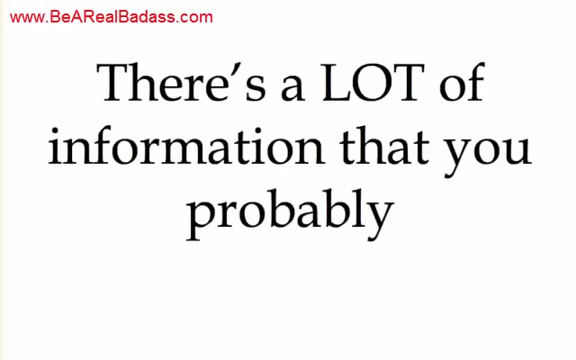 www.BeARealBadass.com
There’s a LOT of
information that you
probably